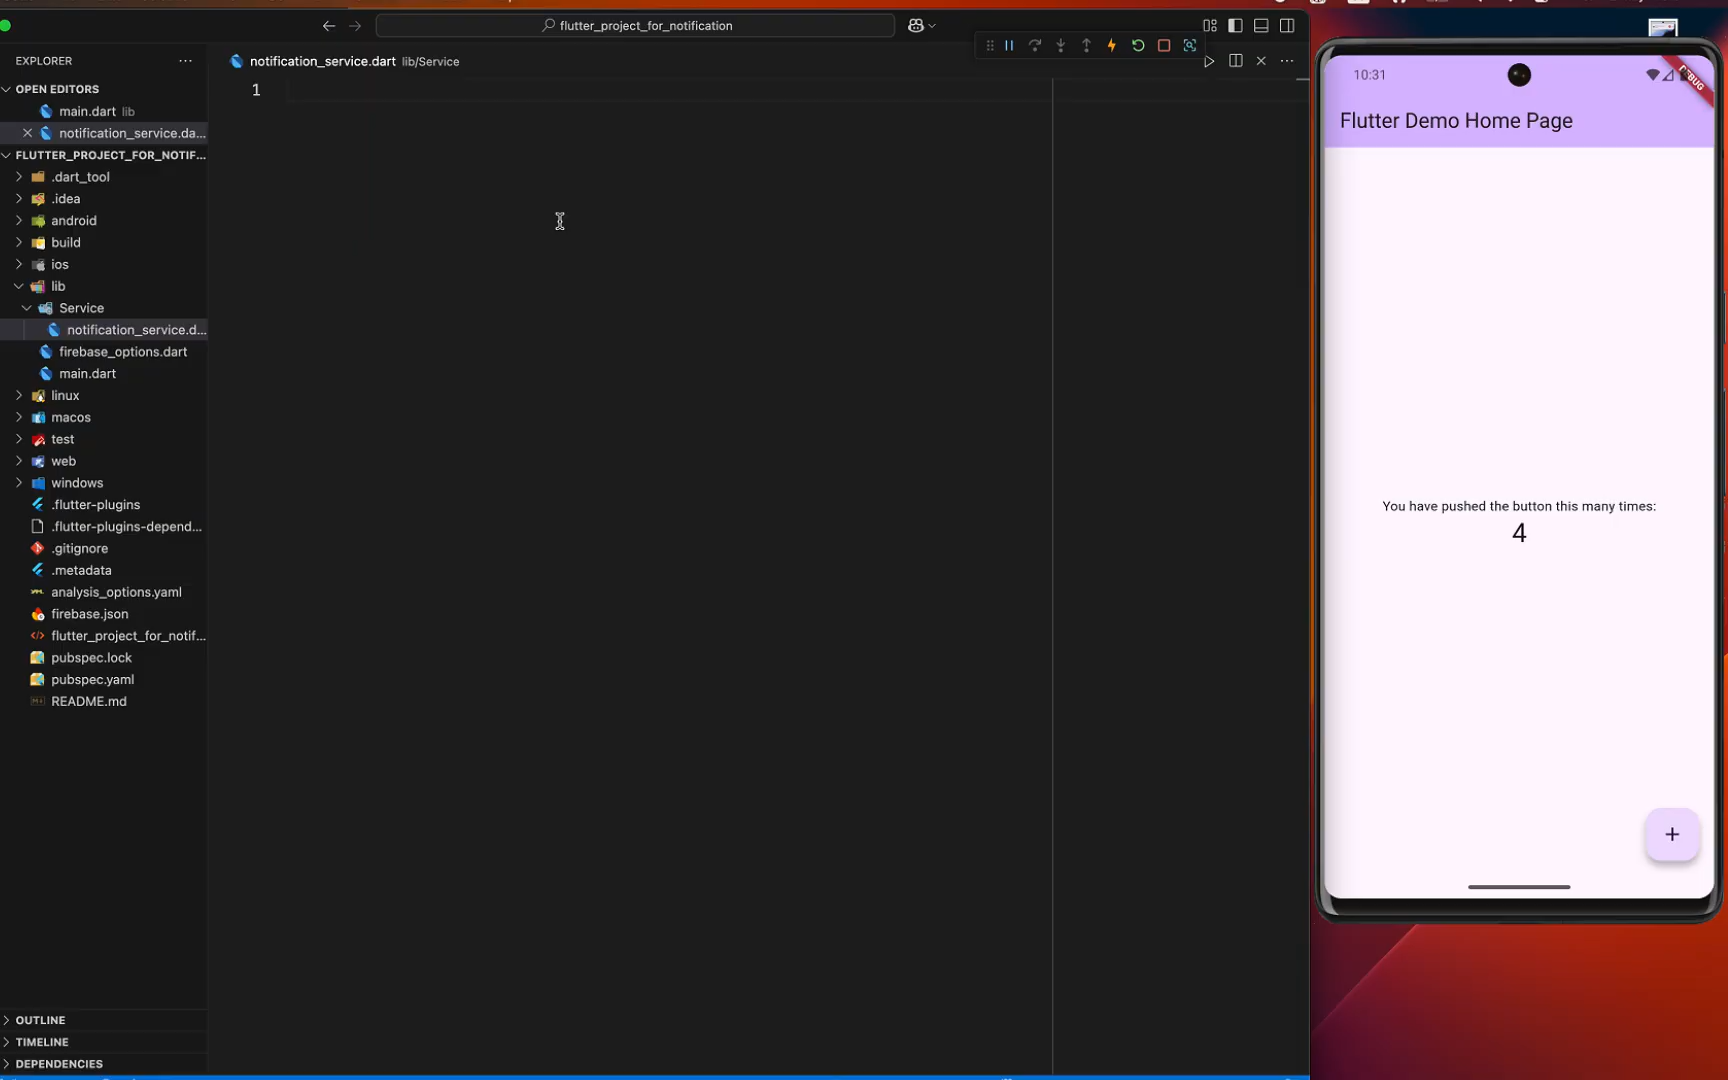 flutter_project_for_notification
EXPLORER
OPEN EDITORS
main.dart lib
notification_service.da...
FLUTTER_PROJECT_FOR_NOTIF...
.dart_tool
.idea
android
build
ios
lib
Service
notification_service.d...
firebase_options.dart
main.dart
linux
macos
test
web
windows
.flutter-plugins
.flutter-plugins-depend...
.gitignore
.metadata
analysis_options.yaml
firebase.json
flutter_project_for_notif...
pubspec.lock
pubspec.yaml
README.md
OUTLINE
TIMELINE
DEPENDENCIES
notification_service.dart lib/Service
1
10:31
DEBUG
Flutter Demo Home Page
You have pushed the button this many times:
4
+